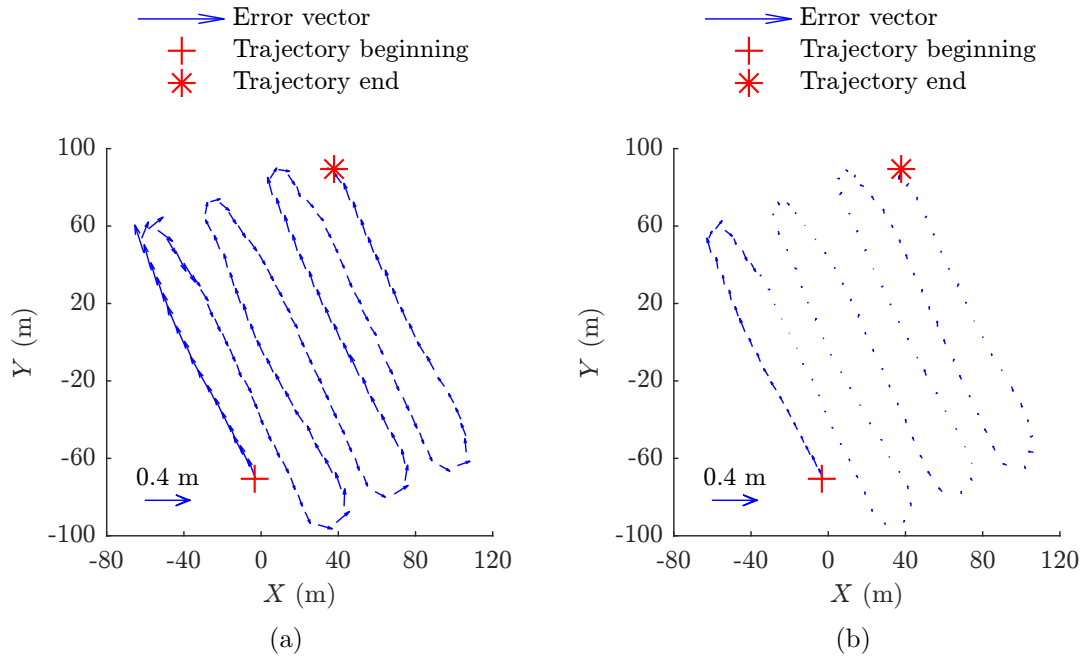 Error vector
Trajectory beginning
Trajectory end
100
60
20
-20
-60
-100
Y (m)
0.4 m
-80 -40 0 40 80 120
X (m)
(a)
Error vector
Trajectory beginning
Trajectory end
100
60
20
-20
-60
-100
Y (m)
0.4 m
-80 -40 0 40 80 120
X (m)
(b)